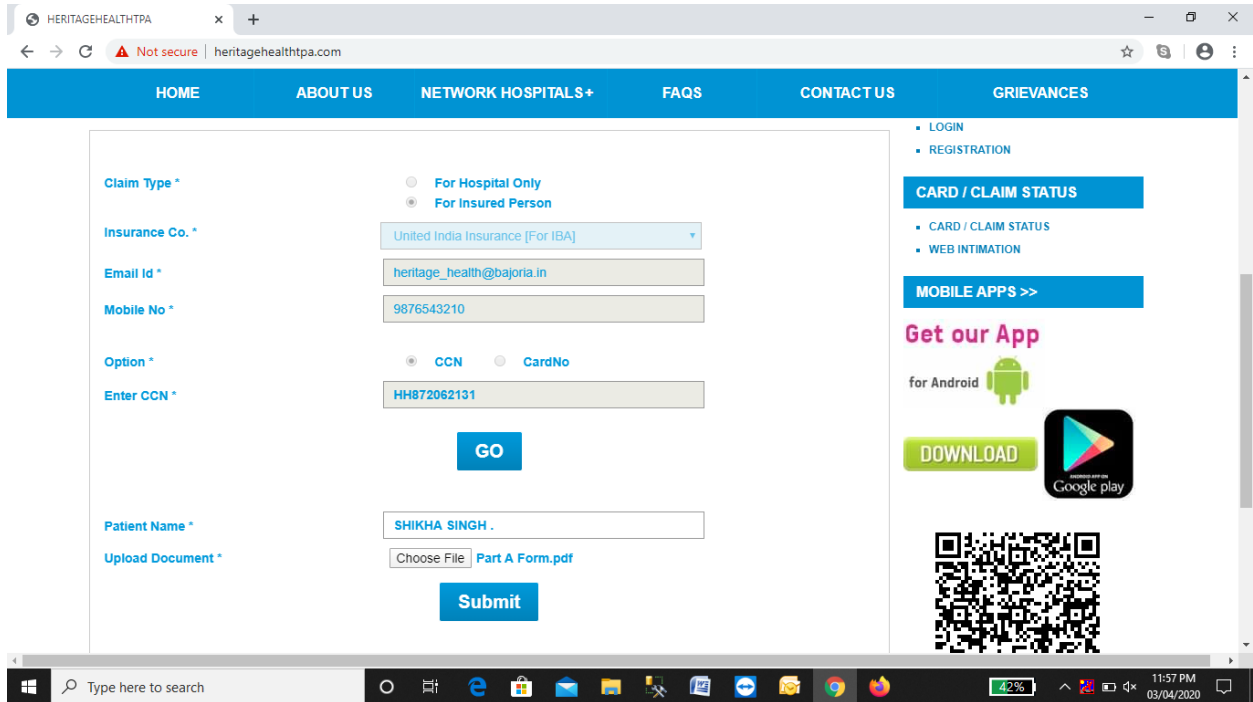 HERITAGEHEALTHTPA
Not secure | heritagehealthtpa.com
HOME ABOUT US NETWORK HOSPITALS+ FAQS CONTACT US GRIEVANCES
LOGIN
REGISTRATION
Claim Type *
For Hospital Only
For Insured Person
CARD / CLAIM STATUS
Insurance Co. * United India Insurance [For IBA]
CARD / CLAIM STATUS
WEB INTIMATION
Email Id * heritage_health@bajoria.in
Mobile No * 9876543210
MOBILE APPS >>
Get our App
Option * CCN CardNo
for Android
Enter CCN * HH872062131
GO
DOWNLOAD
ANDROID APP ON
Google play
Patient Name * SHIKHA SINGH .
Upload Document * Choose File Part A Form.pdf
Submit
Type here to search
42%
11:57 PM
03/04/2020